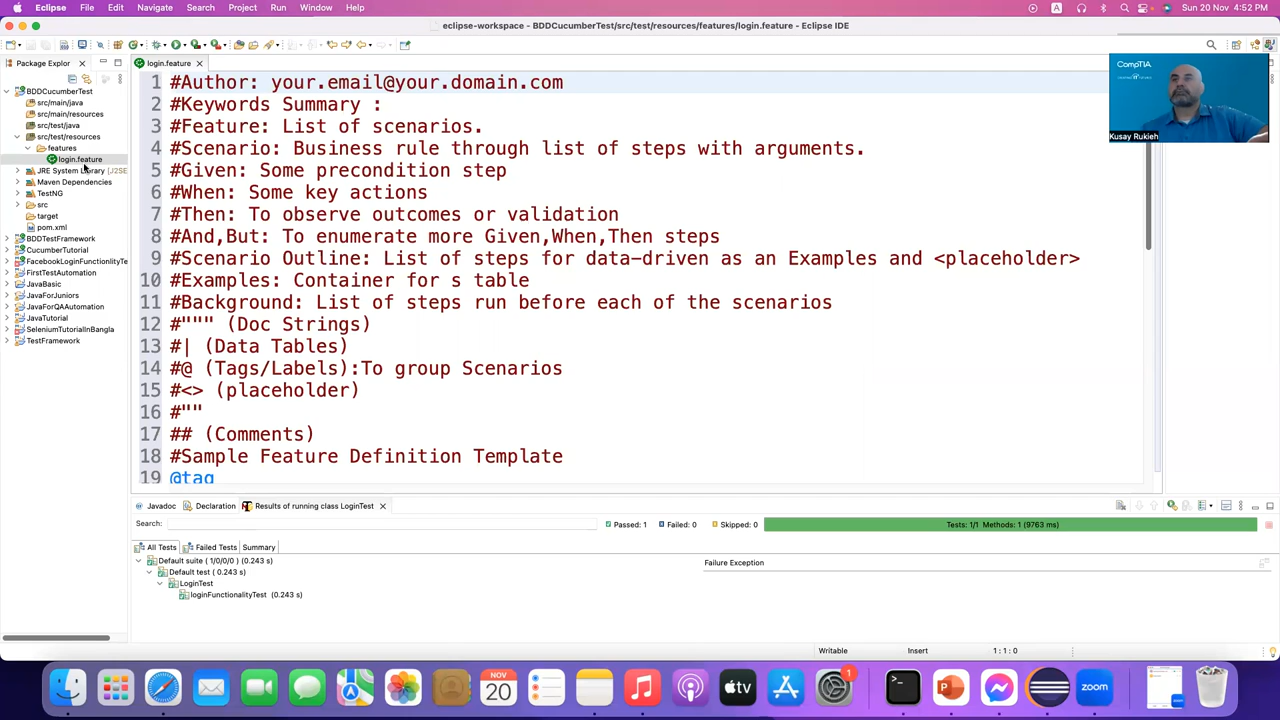 Eclipse File Edit Navigate Search Project Run Window Help
Sun 20 Nov 4:52 PM
eclipse-workspace - BDDCucumberTest/src/test/resources/features/login.feature - Eclipse IDE
Package Explor
BDDCucumberTest
src/main/java
src/main/resources
src/test/java
src/test/resources
features
login.feature
JRE System Library [J2SE
Maven Dependencies
TestNG
src
target
pom.xml
BDDTestFramework
CucumberTutorial
FacebookLoginFunctionlityTe
FirstTestAutomation
JavaBasic
JavaForJuniors
JavaForQAAutomation
JavaTutorial
SeleniumTutorialInBangla
TestFramework
login.feature
1 #Author: your.email@your.domain.com
2 #Keywords Summary :
3 #Feature: List of scenarios.
4 #Scenario: Business rule through list of steps with arguments.
5 #Given: Some precondition step
6 #When: Some key actions
7 #Then: To observe outcomes or validation
8 #And,But: To enumerate more Given,When,Then steps
9 #Scenario Outline: List of steps for data-driven as an Examples and <placeholder>
10 #Examples: Container for s table
11 #Background: List of steps run before each of the scenarios
12 #""" (Doc Strings)
13 #| (Data Tables)
14 #@ (Tags/Labels):To group Scenarios
15 #<> (placeholder)
16 #""
17 ## (Comments)
18 #Sample Feature Definition Template
19 @tag
CompTIA
Kusay Rukieh
Javadoc Declaration Results of running class LoginTest
Search: Passed: 1 Failed: 0 Skipped: 0 Tests: 1/1 Methods: 1 (9763 ms)
All Tests Failed Tests Summary
Default suite ( 1/0/0/0 ) (0.243 s)
Default test ( 0.243 s)
LoginTest
loginFunctionalityTest (0.243 s)
Failure Exception
Writable Insert 1 : 1 : 0
NOV
20
tv
1
zoom